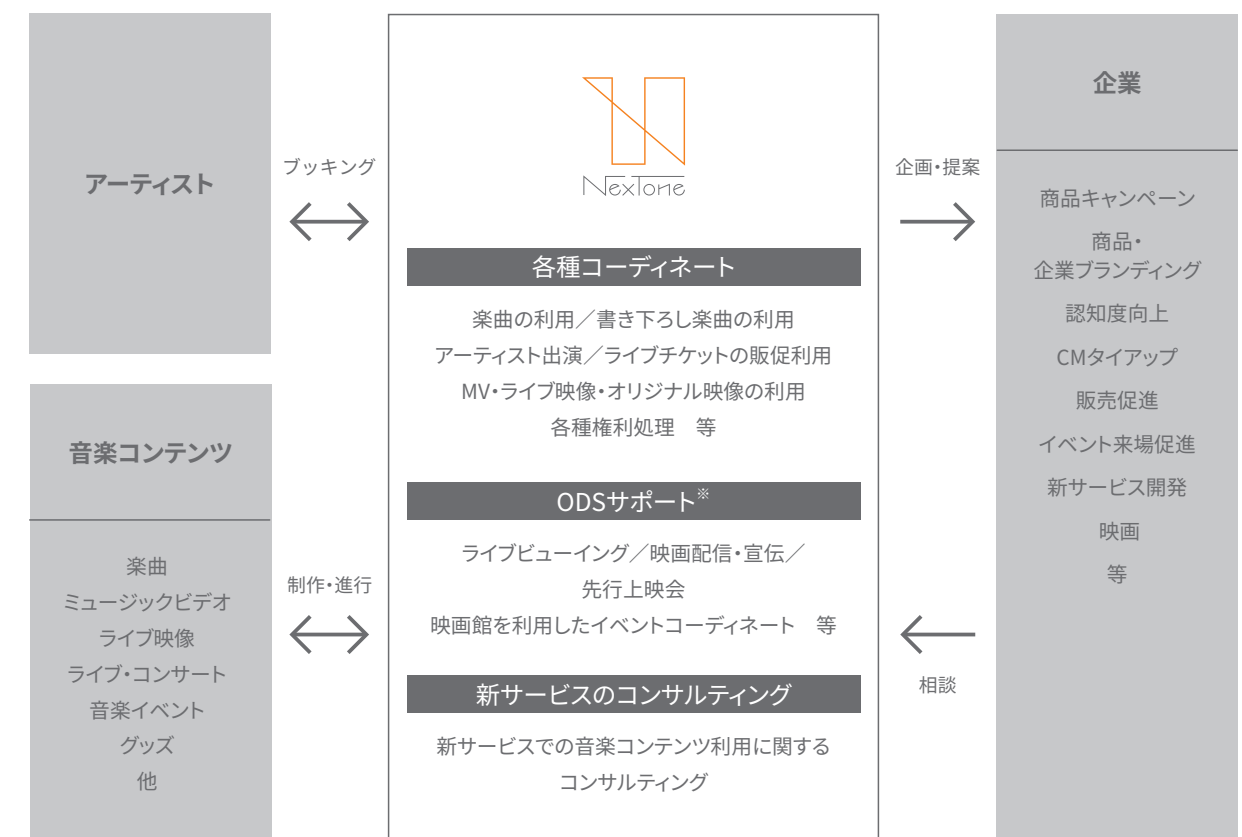 アーティスト
音楽コンテンツ
楽曲
ミュージックビデオ
ライブ映像
ライブ・コンサート
音楽イベント
グッズ
他
ブッキング
制作・進行
NexTone
各種コーディネート
楽曲の利用／書き下ろし楽曲の利用
アーティスト出演／ライブチケットの販促利用
MV・ライブ映像・オリジナル映像の利用
各種権利処理　等
ODSサポート※
ライブビューイング／映画配信・宣伝／
先行上映会
映画館を利用したイベントコーディネート　等
新サービスのコンサルティング
新サービスでの音楽コンテンツ利用に関する
コンサルティング
企画・提案
相談
企業
商品キャンペーン
商品・
企業ブランディング
認知度向上
CMタイアップ
販売促進
イベント来場促進
新サービス開発
映画
等